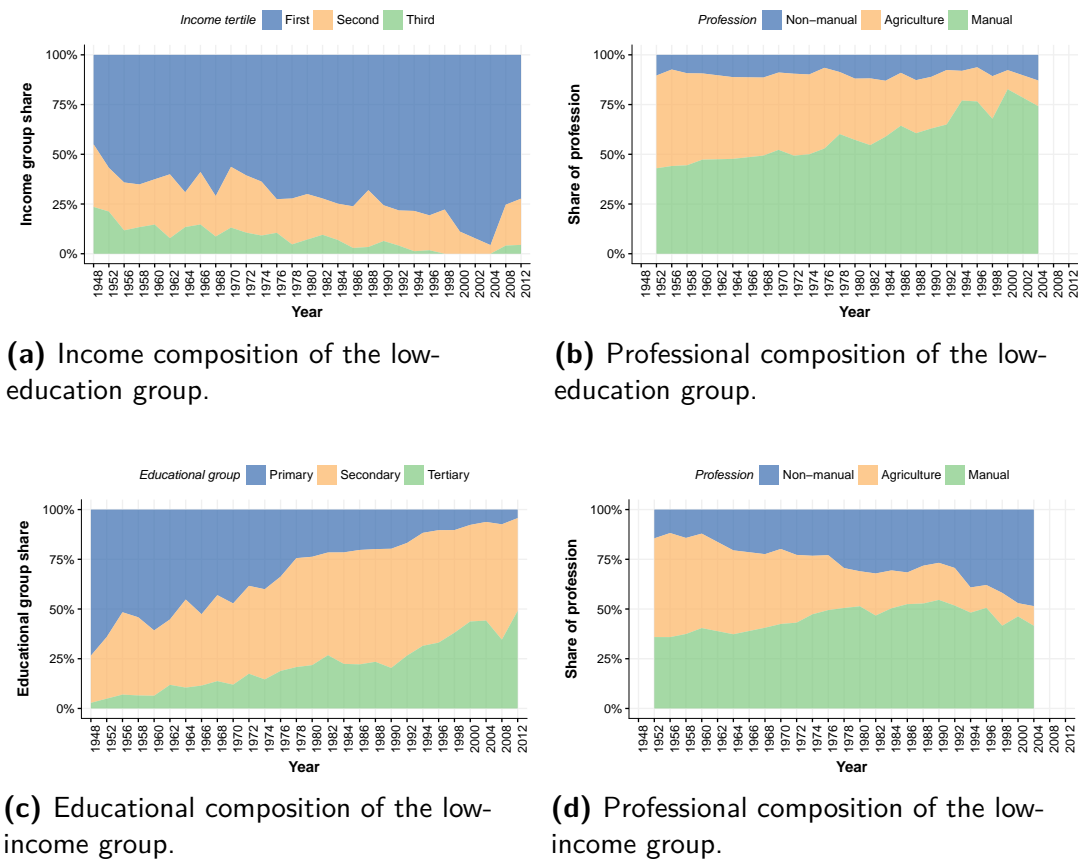 Income tertile First Second Third
100%
75%
50%
25%
0%
Income group share
1948 1952 1956 1958 1960 1962 1964 1966 1968 1970 1972 1974 1976 1978 1980 1982 1984 1986 1988 1990 1992 1994 1996 1998 2000 2002 2004 2008 2012
Year
(a) Income composition of the low-
education group.
Profession Non−manual Agriculture Manual
100%
75%
50%
25%
0%
Share of profession
1948 1952 1956 1960 1962 1964 1966 1968 1970 1972 1974 1976 1978 1980 1982 1984 1986 1988 1990 1992 1994 1996 1998 2000 2002 2004 2008 2012
Year
(b) Professional composition of the low-
education group.
Educational group Primary Secondary Tertiary
100%
75%
50%
25%
0%
Educational group share
1948 1952 1956 1958 1960 1962 1964 1966 1968 1970 1972 1974 1976 1978 1980 1982 1984 1986 1988 1990 1992 1994 1996 1998 2000 2004 2008 2012
Year
(c) Educational composition of the low-
income group.
Profession Non−manual Agriculture Manual
100%
75%
50%
25%
0%
Share of profession
1948 1952 1956 1958 1960 1964 1966 1968 1970 1972 1974 1976 1978 1980 1982 1984 1986 1988 1990 1992 1994 1996 1998 2000 2004 2008 2012
Year
(d) Professional composition of the low-
income group.